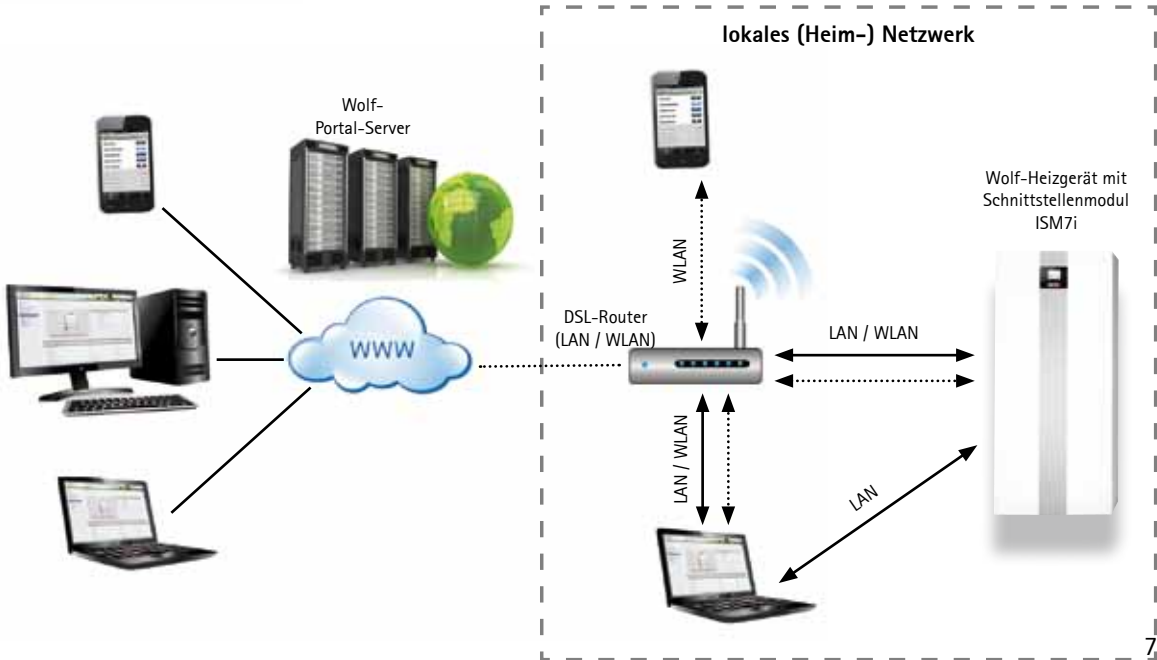 lokales (Heim-) Netzwerk
Wolf-
Portal-Server
Wolf-Heizgerät mit
Schnittstellenmodul
ISM7i
WLAN
DSL-Router
(LAN / WLAN)
LAN / WLAN
WWW
LAN / WLAN
LAN
7